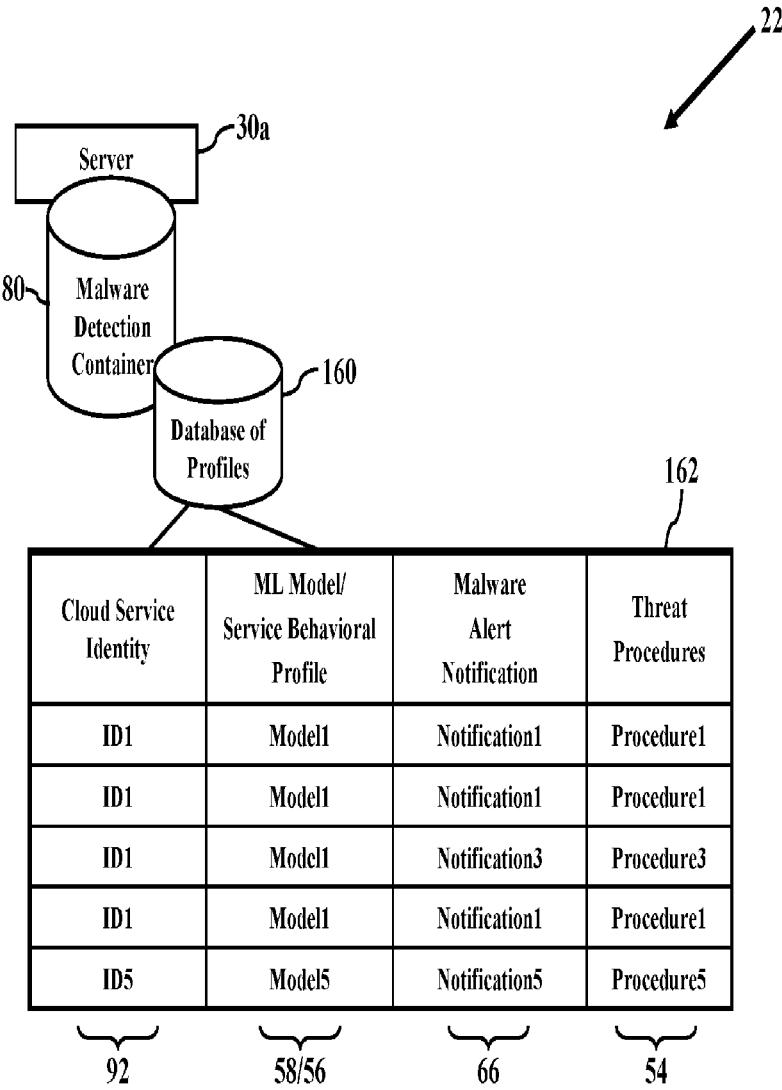 22
30a
Server
80
Malware
Detection
Container
160
Database of
Profiles
162
Cloud Service
Identity
ML Model/
Service Behavioral
Profile
Malware
Alert
Notification
Threat
Procedures
ID1 Model1 Notification1 Procedure1
ID1 Model1 Notification1 Procedure1
ID1 Model1 Notification3 Procedure3
ID1 Model1 Notification1 Procedure1
ID5 Model5 Notification5 Procedure5
92 58/56 66 54